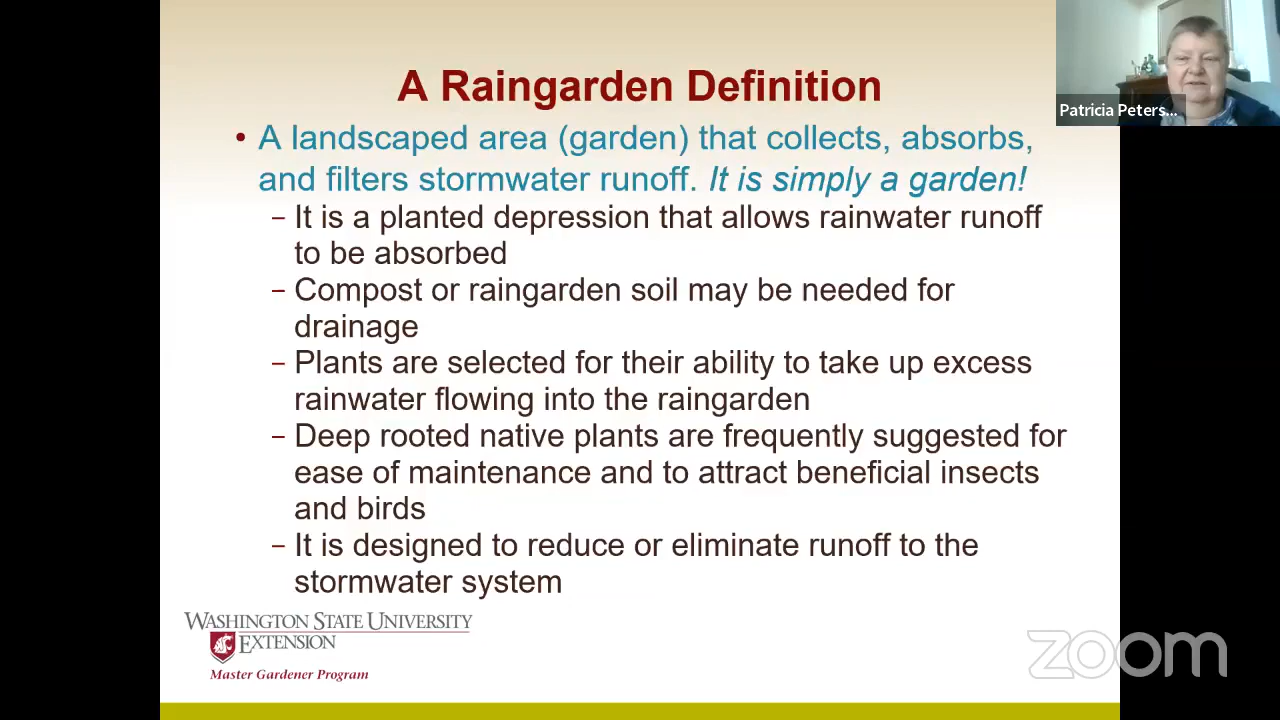 A Raingarden Definition
Patricia Peters...
• A landscaped area (garden) that collects, absorbs,
and filters stormwater runoff. It is simply a garden!
– It is a planted depression that allows rainwater runoff
to be absorbed
– Compost or raingarden soil may be needed for
drainage
– Plants are selected for their ability to take up excess
rainwater flowing into the raingarden
– Deep rooted native plants are frequently suggested for
ease of maintenance and to attract beneficial insects
and birds
– It is designed to reduce or eliminate runoff to the
stormwater system
WASHINGTON STATE UNIVERSITY
EXTENSION
Master Gardener Program
zoom